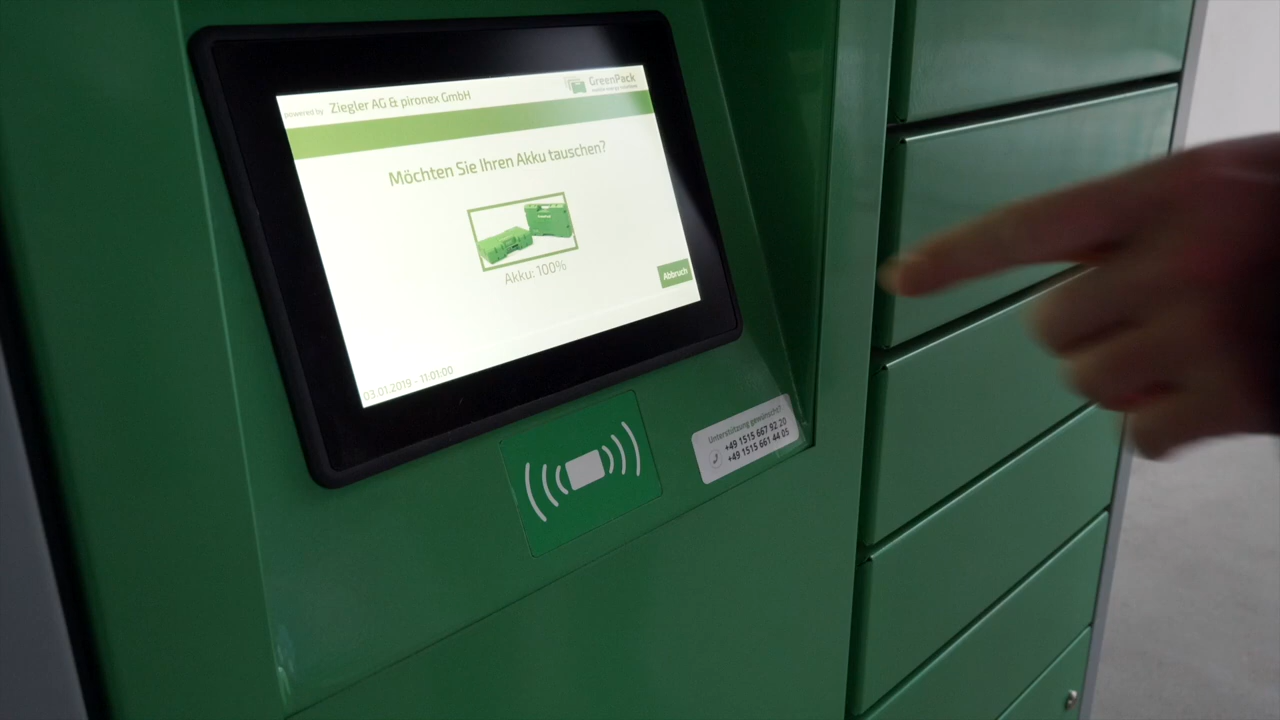 powered by Ziegler AG & pironex GmbH
GreenPack
Möchten Sie Ihren Akku tauschen?
Akku: 100%
Abbruch
03.01.2019 - 11:01:00
Unterstützung gewünscht?
+49 1515 667 92 20
+49 1515 661 44 05